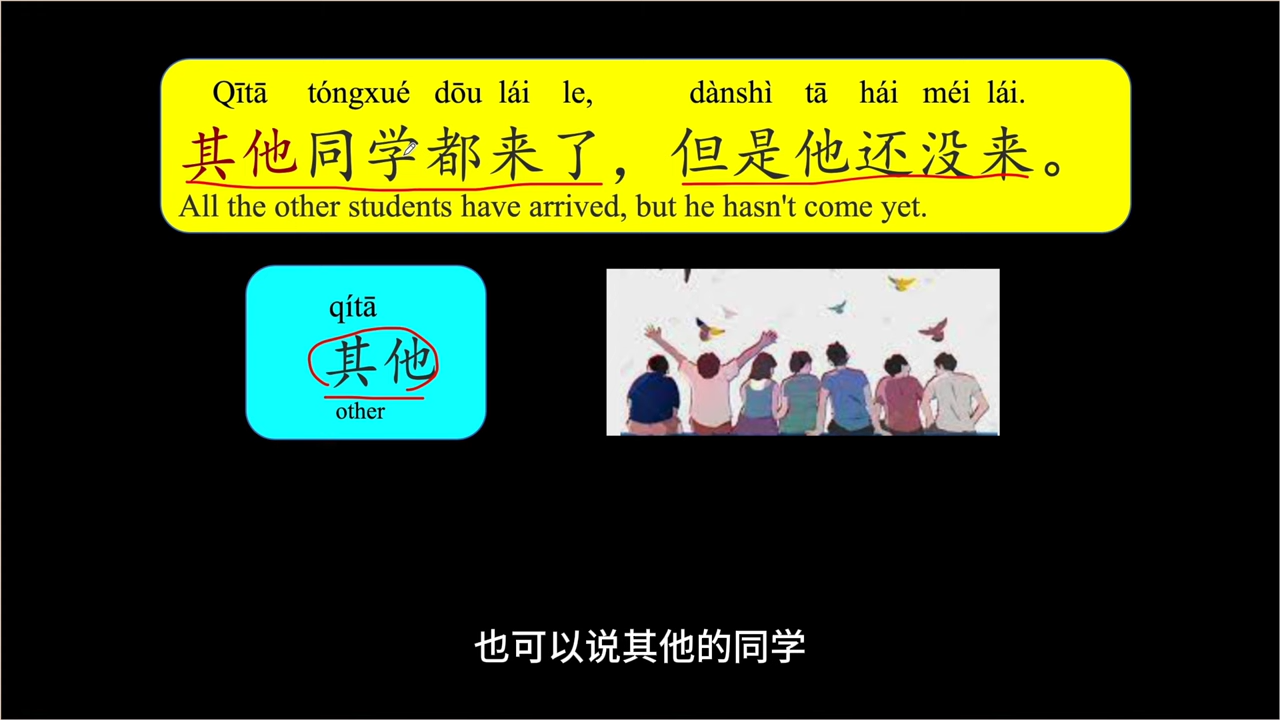 Qītā tóngxué dōu lái le, dànshì tā hái méi lái.
其他同学都来了，但是他还没来。
All the other students have arrived, but he hasn't come yet.
qítā
其他
other
也可以说其他的同学